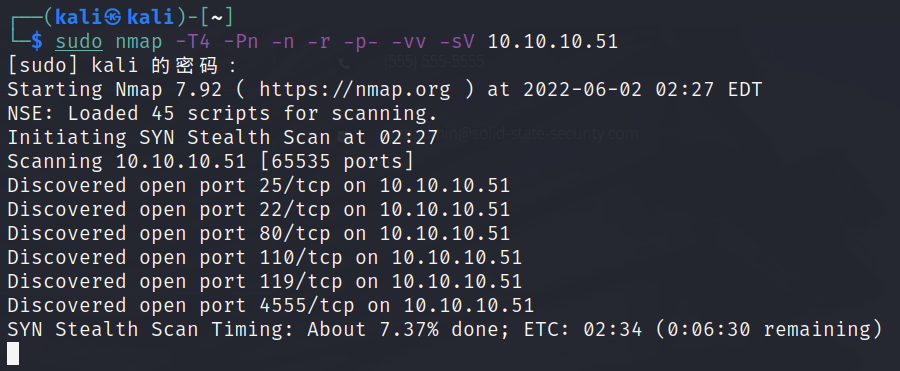 ┌──(kali㉿kali)-[~]
└─$ sudo nmap -T4 -Pn -n -r -p- -vv -sV 10.10.10.51
[sudo] kali 的密码：
Starting Nmap 7.92 ( https://nmap.org ) at 2022-06-02 02:27 EDT
NSE: Loaded 45 scripts for scanning.
Initiating SYN Stealth Scan at 02:27
Scanning 10.10.10.51 [65535 ports]
Discovered open port 25/tcp on 10.10.10.51
Discovered open port 22/tcp on 10.10.10.51
Discovered open port 80/tcp on 10.10.10.51
Discovered open port 110/tcp on 10.10.10.51
Discovered open port 119/tcp on 10.10.10.51
Discovered open port 4555/tcp on 10.10.10.51
SYN Stealth Scan Timing: About 7.37% done; ETC: 02:34 (0:06:30 remaining)